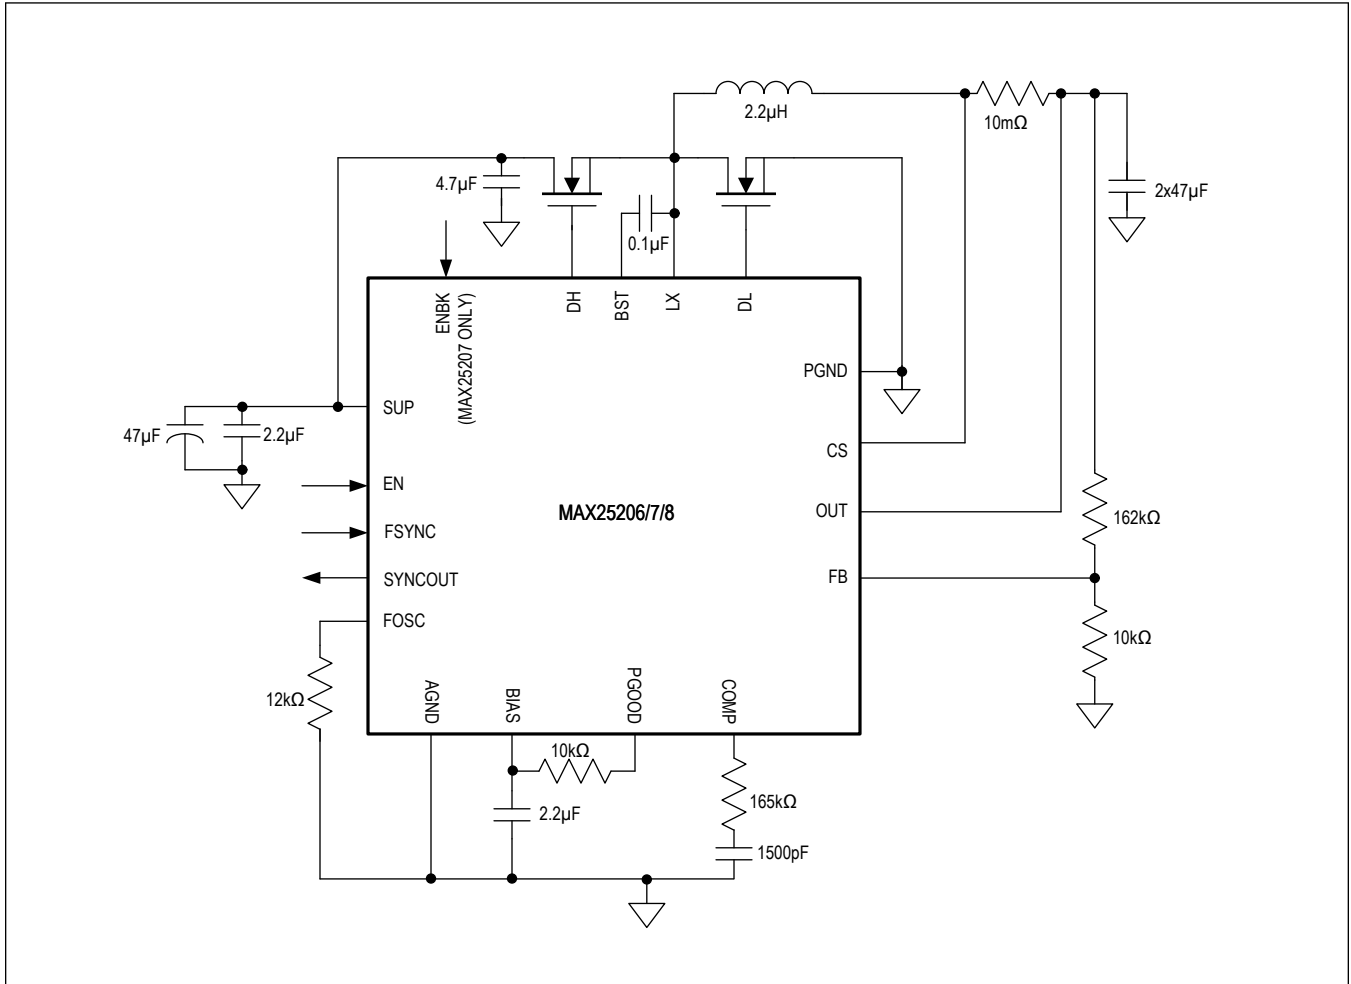 2.2µH
10mΩ
4.7µF
2x47µF
0.1µF
ENBK
(MAX25207 ONLY)
DH
BST
LX
DL
PGND
SUP
47µF
2.2µF
CS
EN
OUT
MAX25206/7/8
162kΩ
FSYNC
SYNCOUT
FB
FOSC
10kΩ
12kΩ
AGND
BIAS
PGOOD
COMP
10kΩ
2.2µF
165kΩ
1500pF